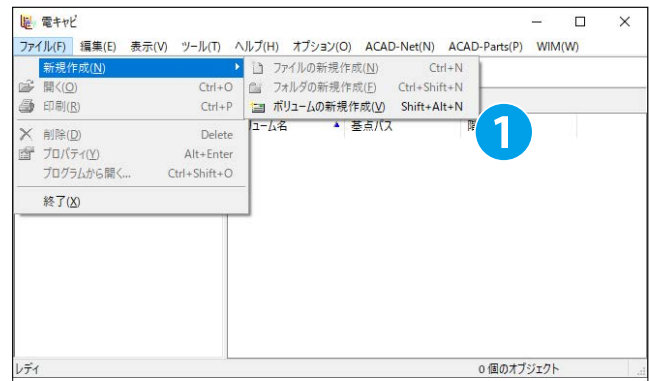 電キャビ
ファイル(F) 編集(E) 表示(V) ツール(T) ヘルプ(H) オプション(O) ACAD-Net(N) ACAD-Parts(P) WIM(W)
新規作成(N)
開く(O) Ctrl+O
印刷(R) Ctrl+P
削除(D) Delete
プロパティ(Y) Alt+Enter
プログラムから開く... Ctrl+Shift+O
終了(X)
ファイルの新規作成(N) Ctrl+N
フォルダの新規作成(F) Ctrl+Shift+N
ボリュームの新規作成(V) Shift+Alt+N
ューム名 基点パス 階
1
レディ 0 個のオブジェクト